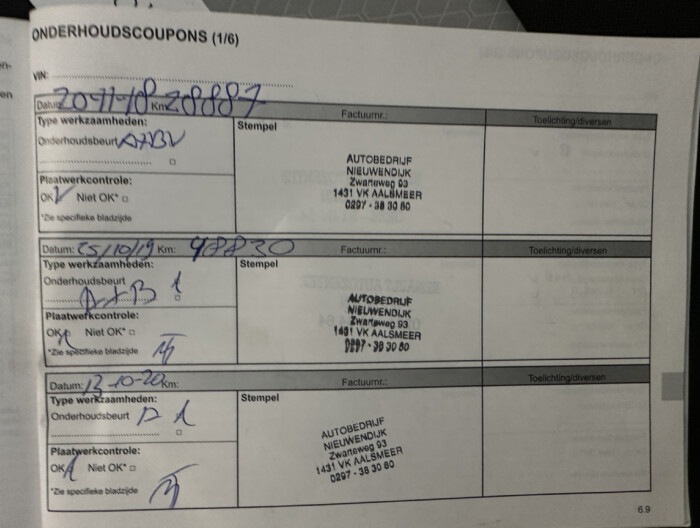 ONDERHOUDSCOUPONS (1/6)
en
VIN:
Datum: 20-11-18 Km: 28887 Factuurnr.: Toelichting/diversen
Type werkzaamheden: Stempel
Onderhoudsbeurt A+BV
Plaatwerkcontrole:
OK V Niet OK*
*Zie specifieke bladzijde
AUTOBEDRIJF
NIEUWENDIJK
Zwarteweg 93
1431 VK AALSMEER
0297 - 38 30 80
Datum: 25/10/19 Km: 48830 Factuurnr.: Toelichting/diversen
Type werkzaamheden: Stempel
Onderhoudsbeurt
A+B
Plaatwerkcontrole:
OK Niet OK*
*Zie specifieke bladzijde
AUTOBEDRIJF
NIEUWENDIJK
Zwarteweg 93
1431 VK AALSMEER
0297 - 38 30 80
Datum: 13-10-20 Km: Factuurnr.: Toelichting/diversen
Type werkzaamheden: Stempel
Onderhoudsbeurt
Plaatwerkcontrole:
OK Niet OK*
*Zie specifieke bladzijde
AUTOBEDRIJF
NIEUWENDIJK
Zwarteweg 93
1431 VK AALSMEER
0297 - 38 30 80
6.9